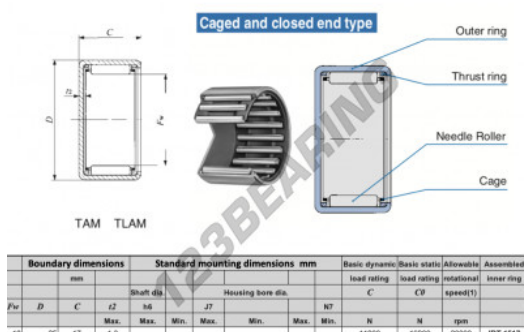 Caged and closed end type
C
Outer ring
t2
Thrust ring
D
Fw
Needle Roller
Cage
TAM TLAM
123BEARING
Boundary dimensions Standard mounting dimensions mm Basic dynamic Basic static Allowable Assembled
mm load rating load rating rotational inner ring
Shaft dia. Housing bore dia. C C0 speed(1)
Fw D C t2 h6 J7 N7
Max. Max. Min. Max. Min. Max. Min. N N rpm